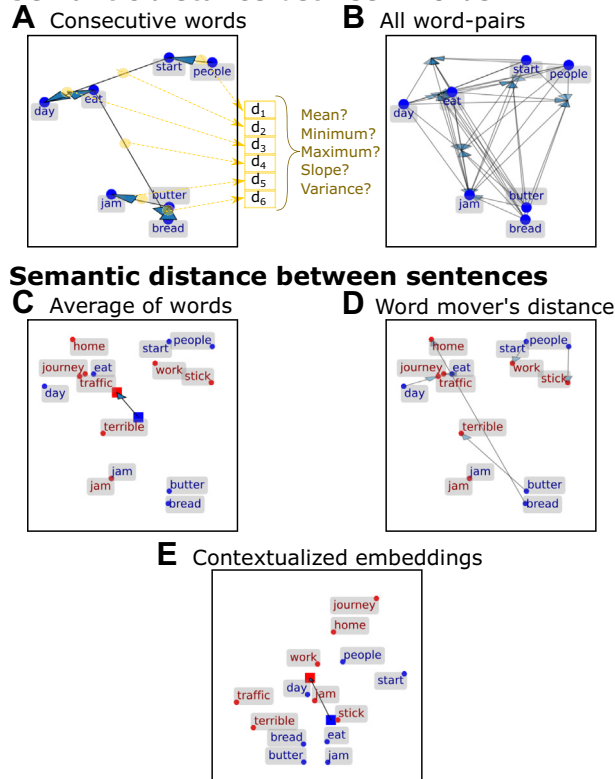 A Consecutive words
start
people
day
eat
jam
butter
bread
d1
d2
d3
d4
d5
d6
Mean?
Minimum?
Maximum?
Slope?
Variance?
B All word-pairs
start
people
day
eat
jam
butter
bread
Semantic distance between sentences
C Average of words
home
start
people
journey
eat
traffic
work
stick
day
terrible
jam
jam
butter
bread
D Word mover's distance
home
start
people
journey
eat
traffic
work
stick
day
terrible
jam
jam
butter
bread
E Contextualized embeddings
journey
home
work
people
start
day
jam
traffic
stick
terrible
bread
eat
butter
jam